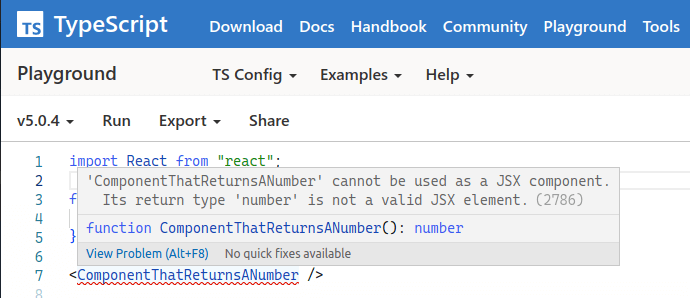 TS TypeScript Download Docs Handbook Community Playground Tools
Playground TS Config Examples Help
v5.0.4 Run Export Share
1 import React from "react";
2
'ComponentThatReturnsANumber' cannot be used as a JSX component.
Its return type 'number' is not a valid JSX element. (2786)
3 f
4
function ComponentThatReturnsANumber(): number
5 }
View Problem (Alt+F8) No quick fixes available
6
7 <ComponentThatReturnsANumber />
8